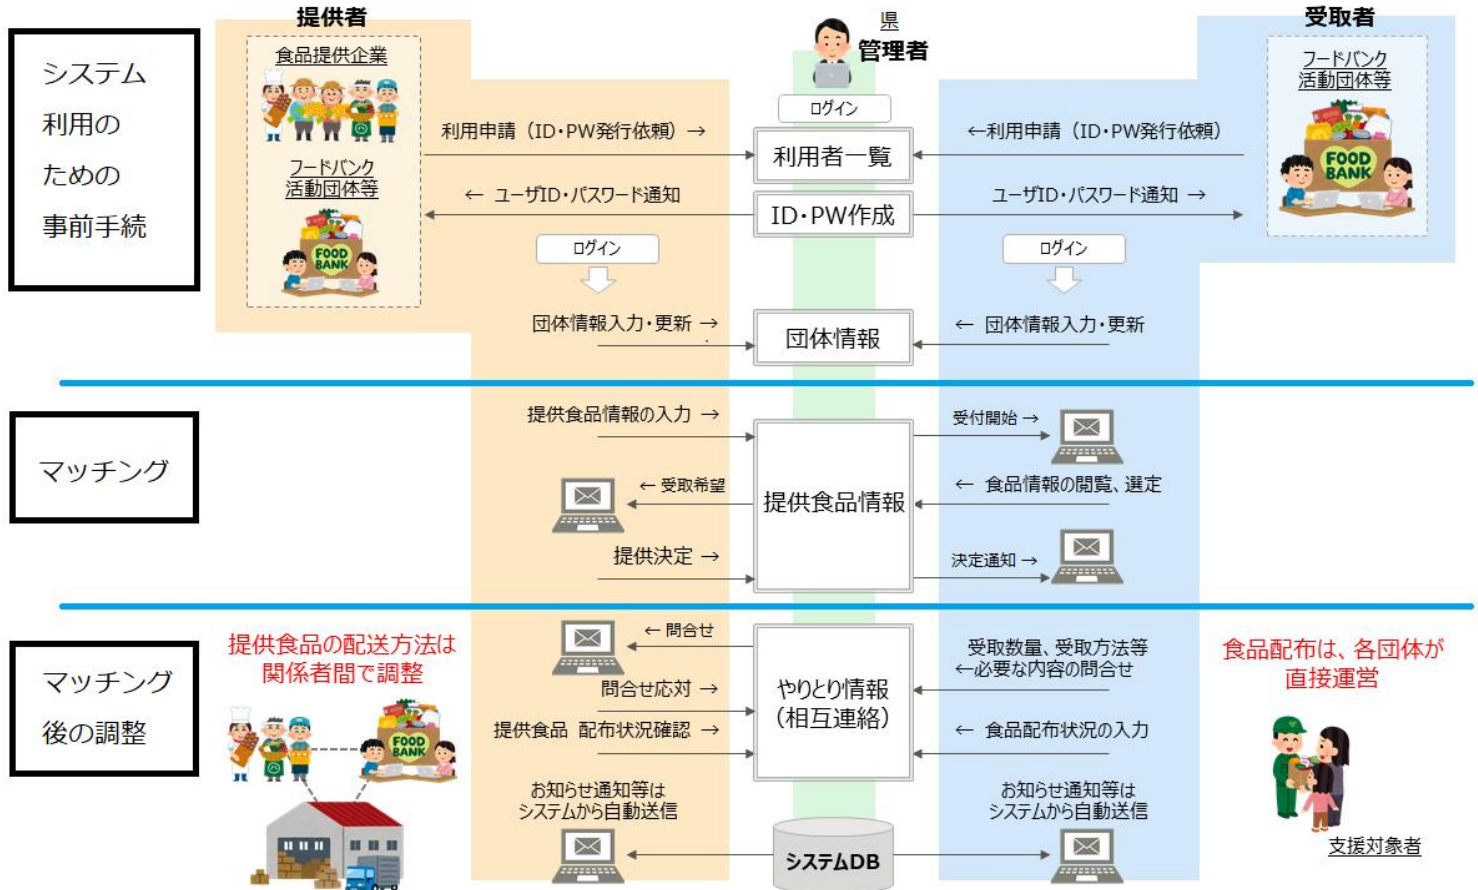 提供者
県
管理者
受取者
システム
利用の
ための
事前手続
食品提供企業
フードバンク
活動団体等
FOOD
BANK
ログイン
利用申請（ID・PW発行依頼）→
利用者一覧
←利用申請（ID・PW発行依頼）
← ユーザID・パスワード通知
ID・PW作成
ユーザID・パスワード通知 →
フードバンク
活動団体等
FOOD
BANK
ログイン
ログイン
団体情報入力・更新 →
団体情報
← 団体情報入力・更新
マッチング
提供食品情報の入力 →
受付開始 →
← 受取希望
提供食品情報
← 食品情報の閲覧、選定
提供決定 →
決定通知 →
マッチング
後の調整
提供食品の配送方法は
関係者間で調整
FOOD
BANK
← 問合せ
問合せ応対 →
提供食品 配布状況確認 →
やりとり情報
（相互連絡）
受取数量、受取方法等
←必要な内容の問合せ
← 食品配布状況の入力
食品配布は、各団体が
直接運営
支援対象者
お知らせ通知等は
システムから自動送信
システムDB
お知らせ通知等は
システムから自動送信